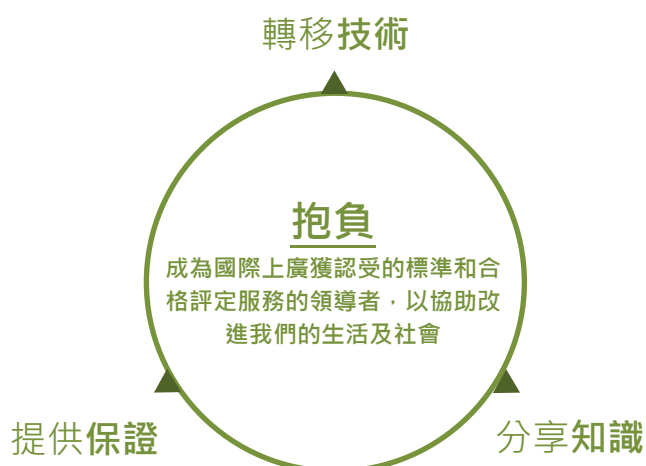 轉移技術
抱負
成為國際上廣獲認受的標準和合
格評定服務的領導者，以協助改
進我們的生活及社會
提供保證
分享知識